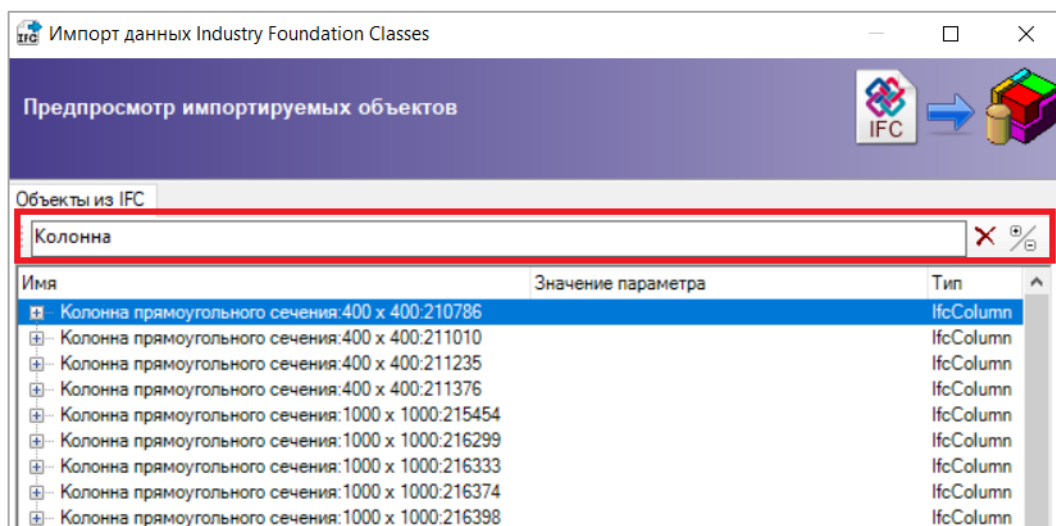 Импорт данных Industry Foundation Classes
Предпросмотр импортируемых объектов
IFC
Объекты из IFC
Колонна
Имя Значение параметра Тип
Колонна прямоугольного сечения:400 x 400:210786 IfcColumn
Колонна прямоугольного сечения:400 x 400:211010 IfcColumn
Колонна прямоугольного сечения:400 x 400:211235 IfcColumn
Колонна прямоугольного сечения:400 x 400:211376 IfcColumn
Колонна прямоугольного сечения:1000 x 1000:215454 IfcColumn
Колонна прямоугольного сечения:1000 x 1000:216299 IfcColumn
Колонна прямоугольного сечения:1000 x 1000:216333 IfcColumn
Колонна прямоугольного сечения:1000 x 1000:216374 IfcColumn
Колонна прямоугольного сечения:1000 x 1000:216398 IfcColumn